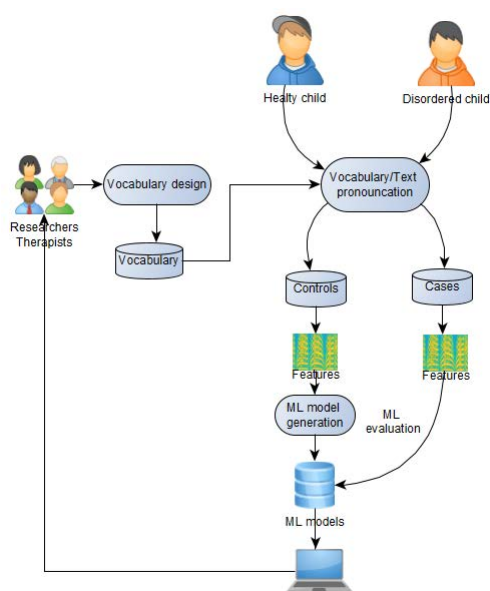 Healty child
Disordered child
Vocabulary design
Vocabulary/Text
pronouncation
Researchers
Therapists
Vocabulary
Controls
Cases
Features
Features
ML model
generation
ML
evaluation
ML models